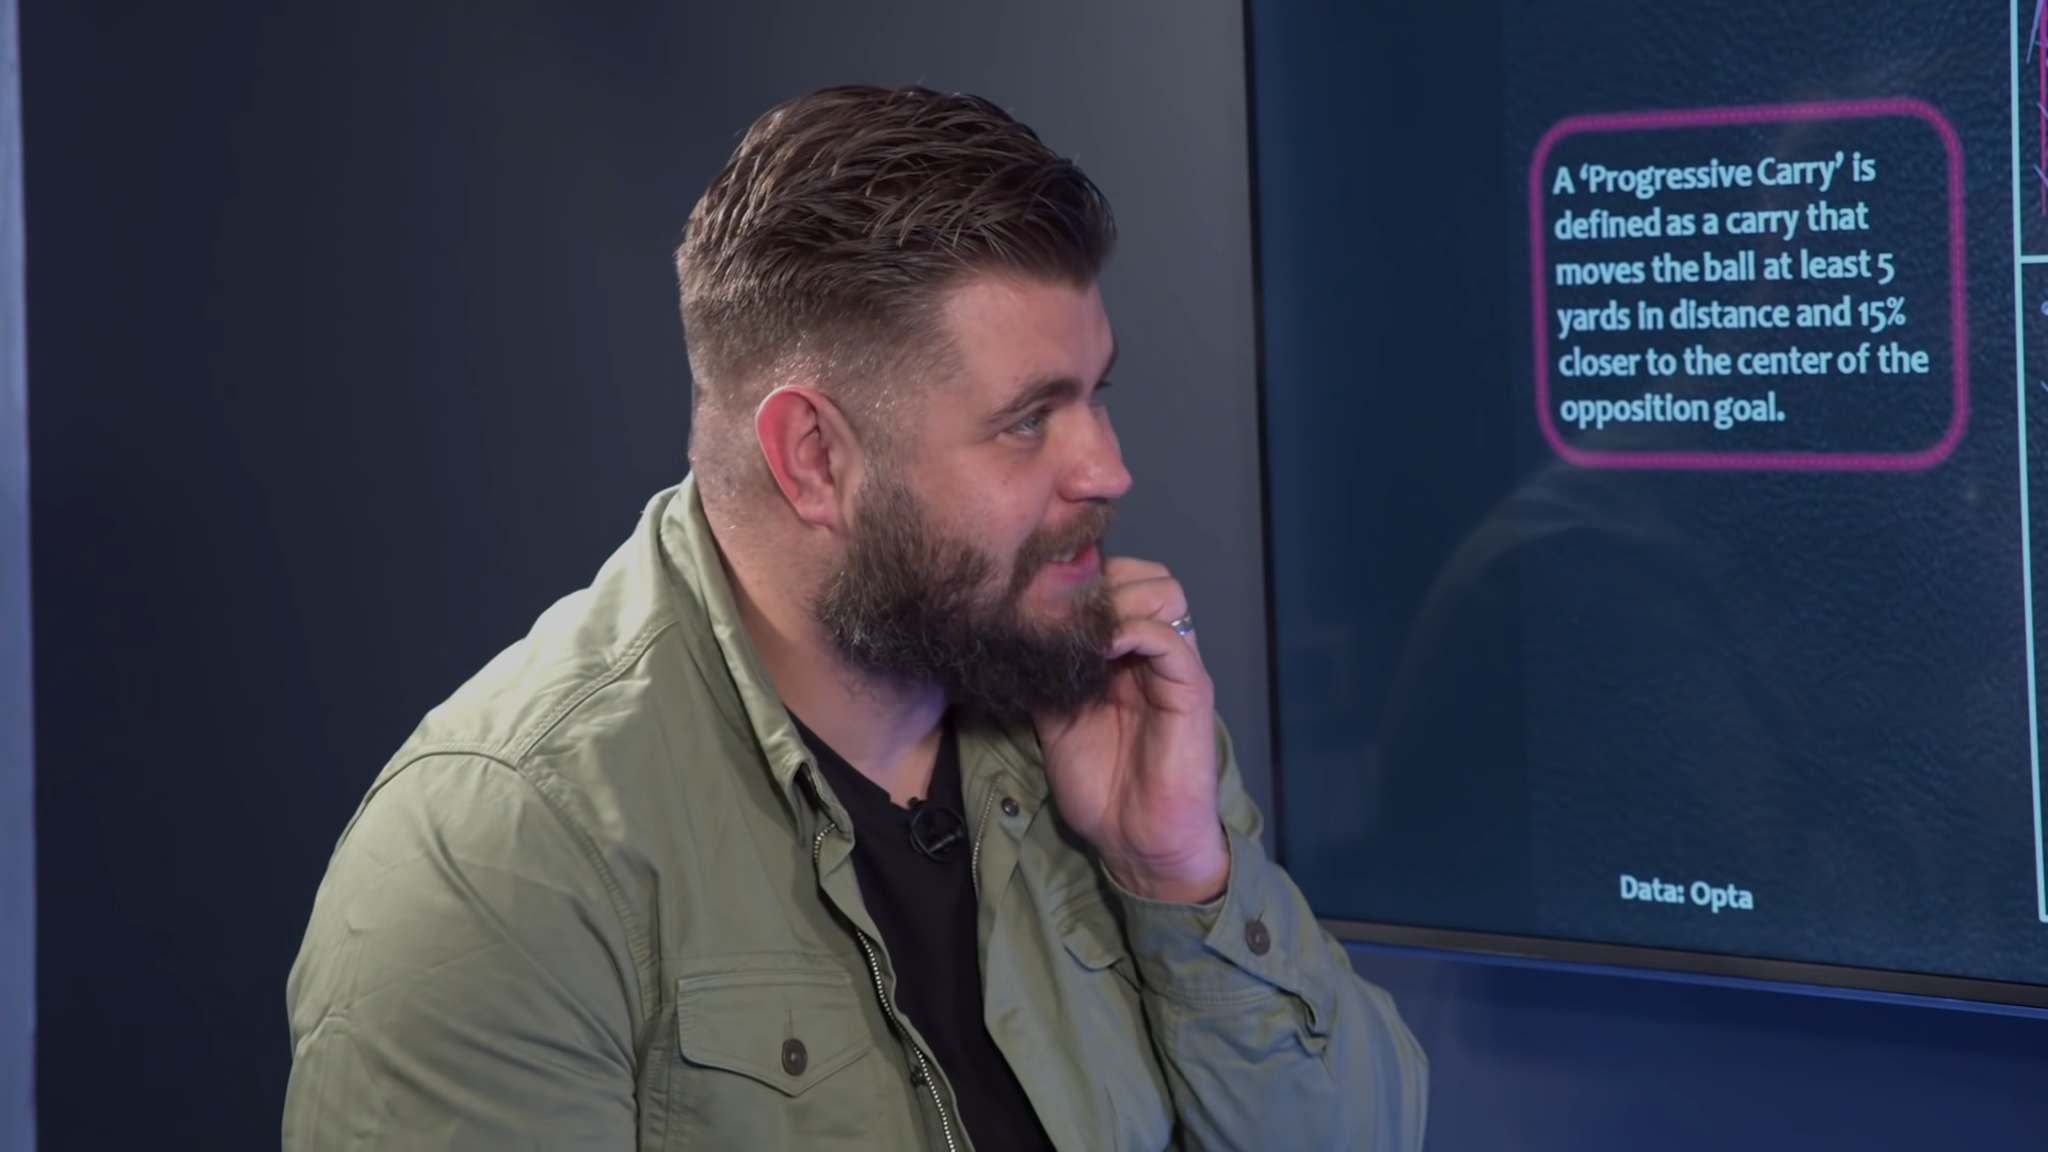 A ‘Progressive Carry’ is
defined as a carry that
moves the ball at least 5
yards in distance and 15%
closer to the center of the
opposition goal.
Data: Opta